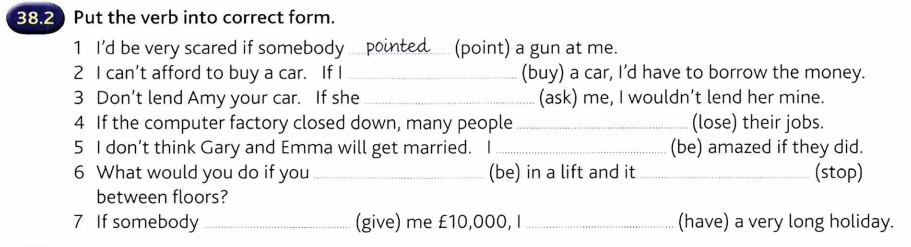 38.2 Put the verb into correct form.
1 I'd be very scared if somebody pointed (point) a gun at me.
2 I can't afford to buy a car. If I .................... (buy) a car, I'd have to borrow the money.
3 Don't lend Amy your car. If she .................... (ask) me, I wouldn't lend her mine.
4 If the computer factory closed down, many people .................... (lose) their jobs.
5 I don't think Gary and Emma will get married. I .................... (be) amazed if they did.
6 What would you do if you .................... (be) in a lift and it .................... (stop)
between floors?
7 If somebody .................... (give) me £10,000, I .................... (have) a very long holiday.